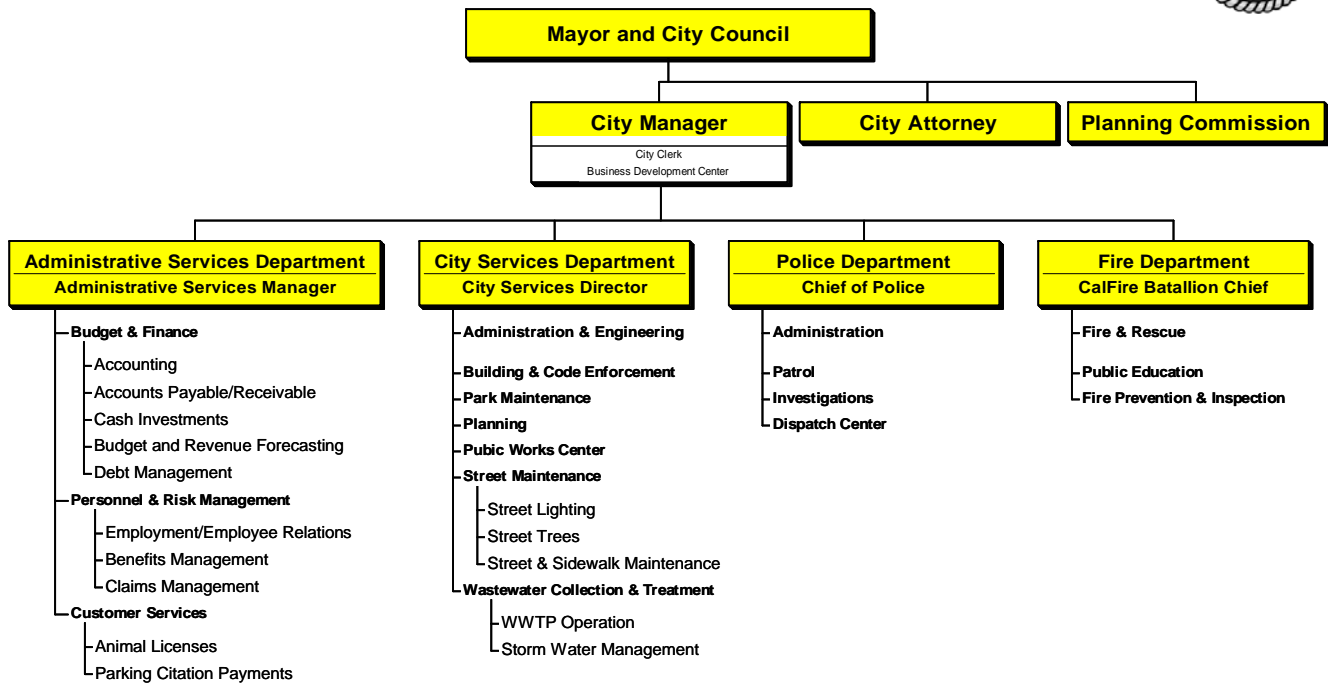 Mayor and City Council
City Manager
City Clerk
Business Development Center
City Attorney
Planning Commission
Administrative Services Department
Administrative Services Manager
Budget & Finance
Accounting
Accounts Payable/Receivable
Cash Investments
Budget and Revenue Forecasting
Debt Management
Personnel & Risk Management
Employment/Employee Relations
Benefits Management
Claims Management
Customer Services
Animal Licenses
Parking Citation Payments
City Services Department
City Services Director
Administration & Engineering
Building & Code Enforcement
Park Maintenance
Planning
Pubic Works Center
Street Maintenance
Street Lighting
Street Trees
Street & Sidewalk Maintenance
Wastewater Collection & Treatment
WWTP Operation
Storm Water Management
Police Department
Chief of Police
Administration
Patrol
Investigations
Dispatch Center
Fire Department
CalFire Batallion Chief
Fire & Rescue
Public Education
Fire Prevention & Inspection